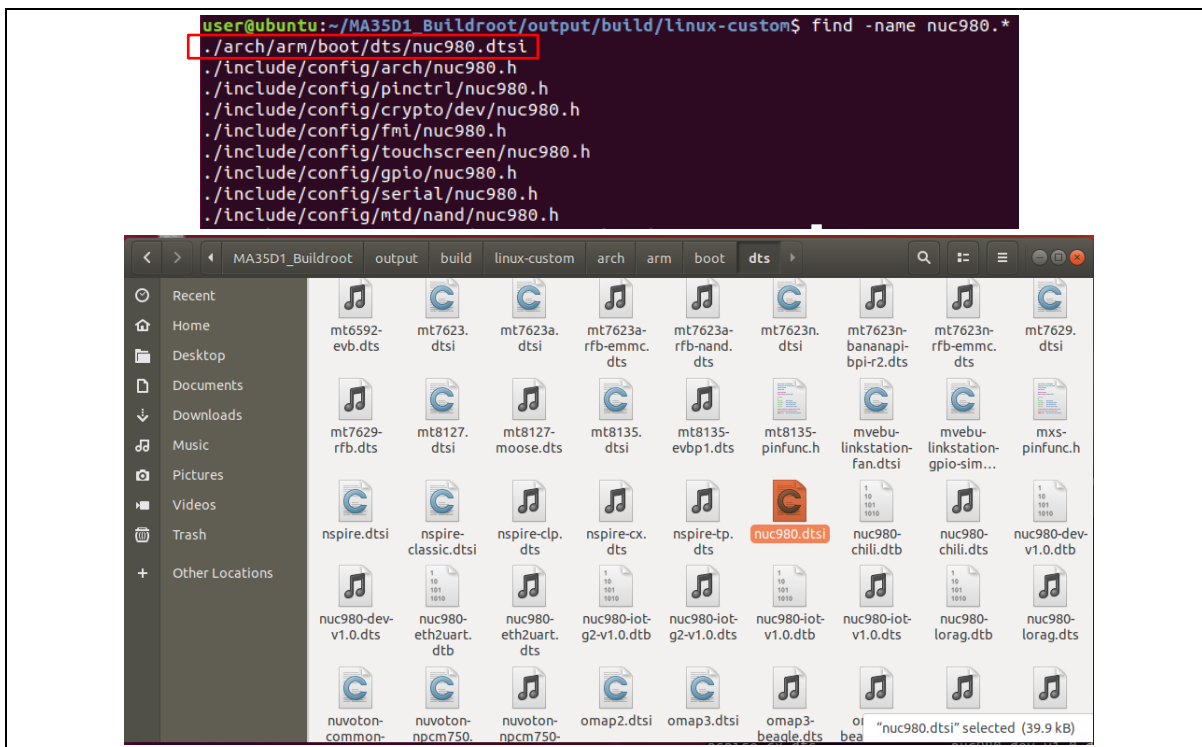 user@ubuntu:~/MA35D1_Buildroot/output/build/linux-custom$ find -name nuc980.*
./arch/arm/boot/dts/nuc980.dtsi
./include/config/arch/nuc980.h
./include/config/pinctrl/nuc980.h
./include/config/crypto/dev/nuc980.h
./include/config/fmi/nuc980.h
./include/config/touchscreen/nuc980.h
./include/config/gpio/nuc980.h
./include/config/serial/nuc980.h
./include/config/mtd/nand/nuc980.h
MA35D1_Buildroot output build linux-custom arch arm boot dts
Recent
Home
Desktop
Documents
Downloads
Music
Pictures
Videos
Trash
+ Other Locations
mt6592- mt7623. mt7623a. mt7623a- mt7623a- mt7623n. mt7623n- mt7623n- mt7629.
evb.dts dtsi dtsi rfb-emmc. rfb-nand. dtsi bananapi- rfb-emmc. dtsi
dts dts bpi-r2.dts dts
mt7629- mt8127. mt8127- mt8135. mt8135- mt8135- mvebu- mvebu- mxs-
rfb.dts dtsi moose.dts dtsi evbp1.dts pinfunc.h linkstation- linkstation- pinfunc.h
fan.dtsi gpio-sim...
nspire.dtsi nspire- nspire-clp. nspire-cx. nspire-tp. nuc980.dtsi nuc980- nuc980- nuc980-dev-
classic.dtsi dts dts dts chili.dtb chili.dts v1.0.dtb
nuc980-dev- nuc980- nuc980- nuc980-iot- nuc980-iot- nuc980-iot- nuc980-iot- nuc980- nuc980-
v1.0.dts eth2uart. eth2uart. g2-v1.0.dtb g2-v1.0.dts v1.0.dtb v1.0.dts lorag.dtb lorag.dts
dtb dts
nuvoton- nuvoton- nuvoton- omap2.dtsi omap3.dtsi omap3-
common- npcm750. npcm750- beagle.dts
"nuc980.dtsi" selected (39.9 kB)